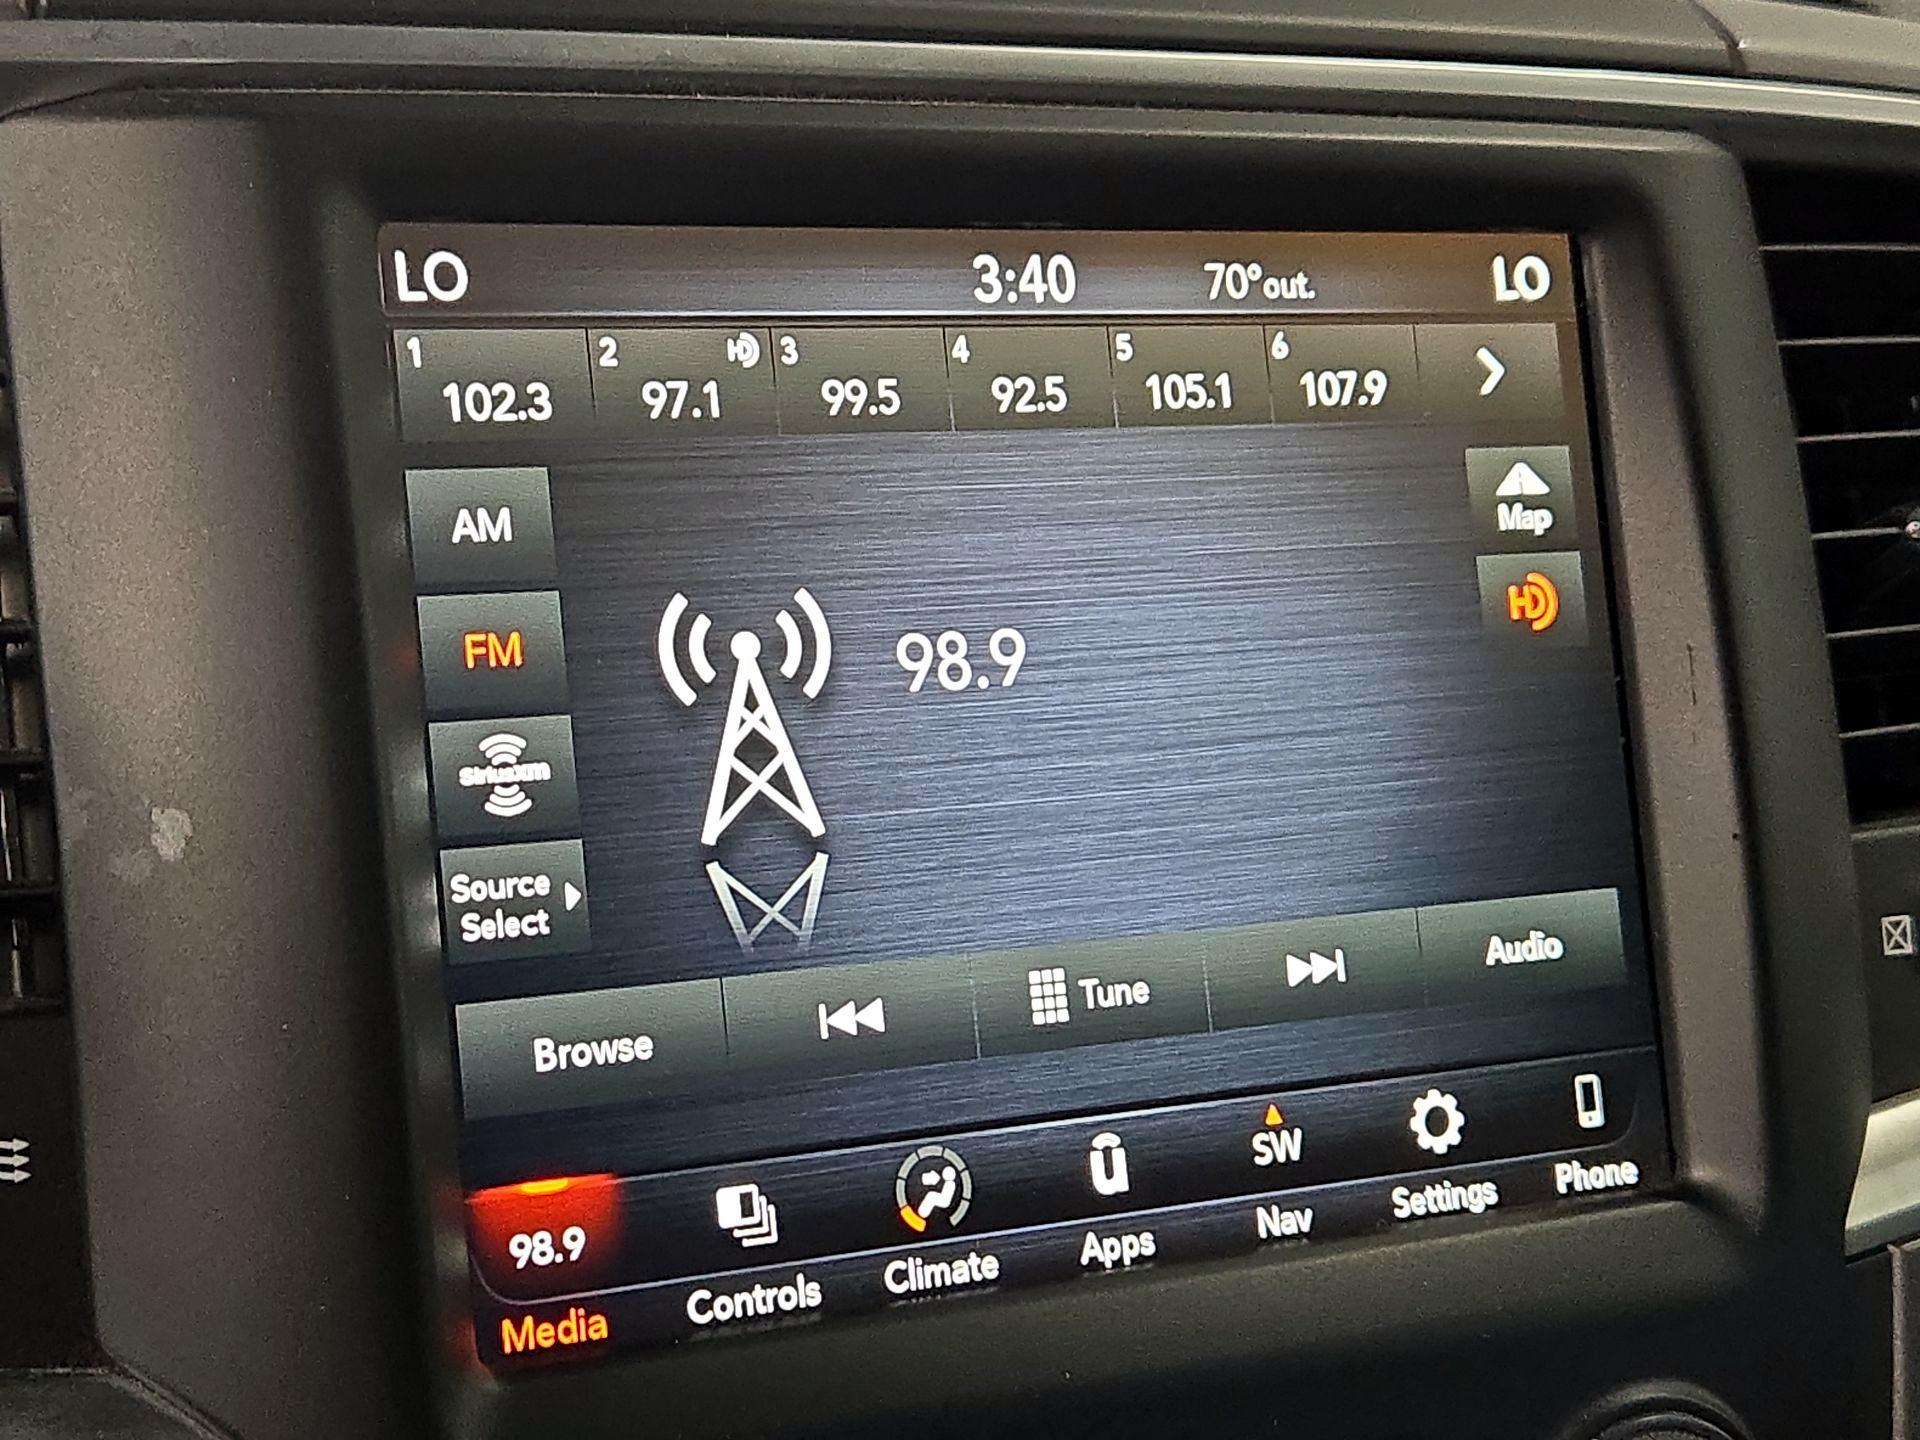 LO 3:40 70°out. LO
1 2 HD 3 4 5 6
102.3 97.1 99.5 92.5 105.1 107.9
AM
Map
FM
98.9
HD
SiriusXM
Source
Select
Browse Tune Audio
SW
98.9
Media Controls Climate Apps Nav Settings Phone